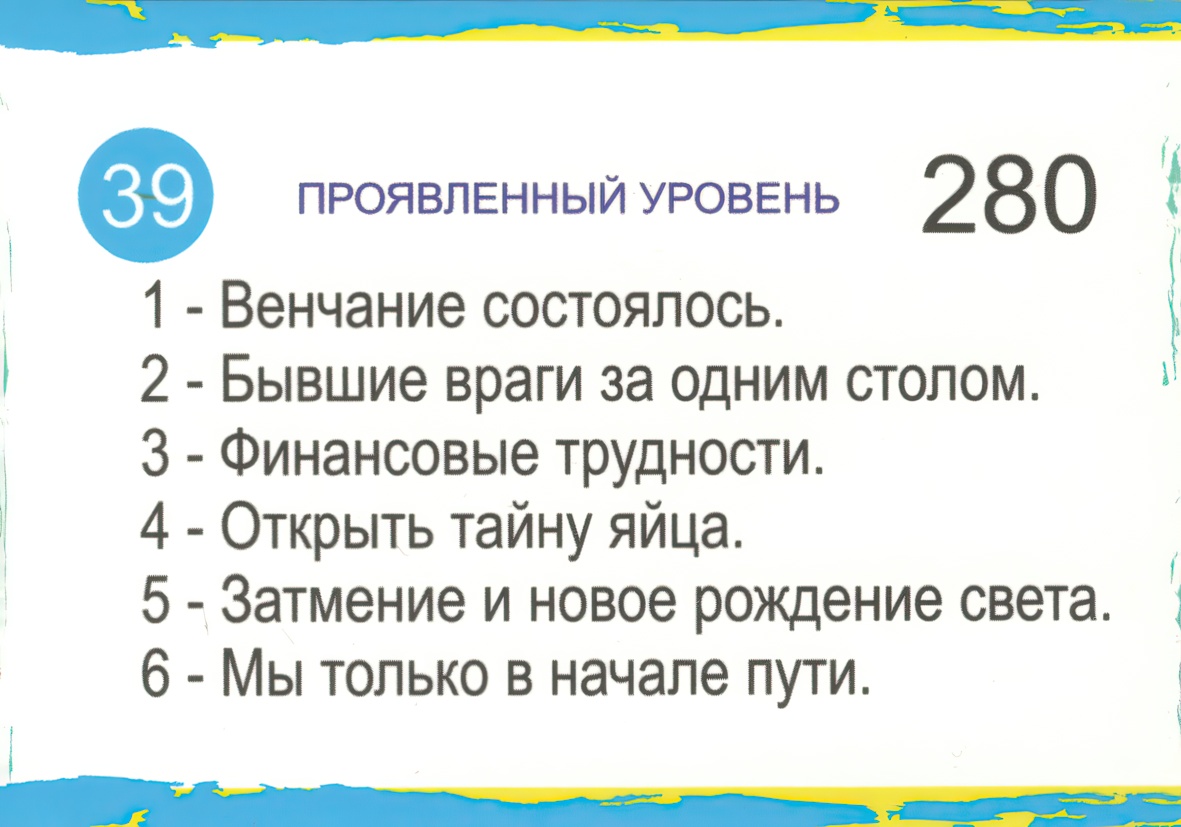 39 ПРОЯВЛЕННЫЙ УРОВЕНЬ 280
1 - Венчание состоялось.
2 - Бывшие враги за одним столом.
3 - Финансовые трудности.
4 - Открыть тайну яйца.
5 - Затмение и новое рождение света.
6 - Мы только в начале пути.